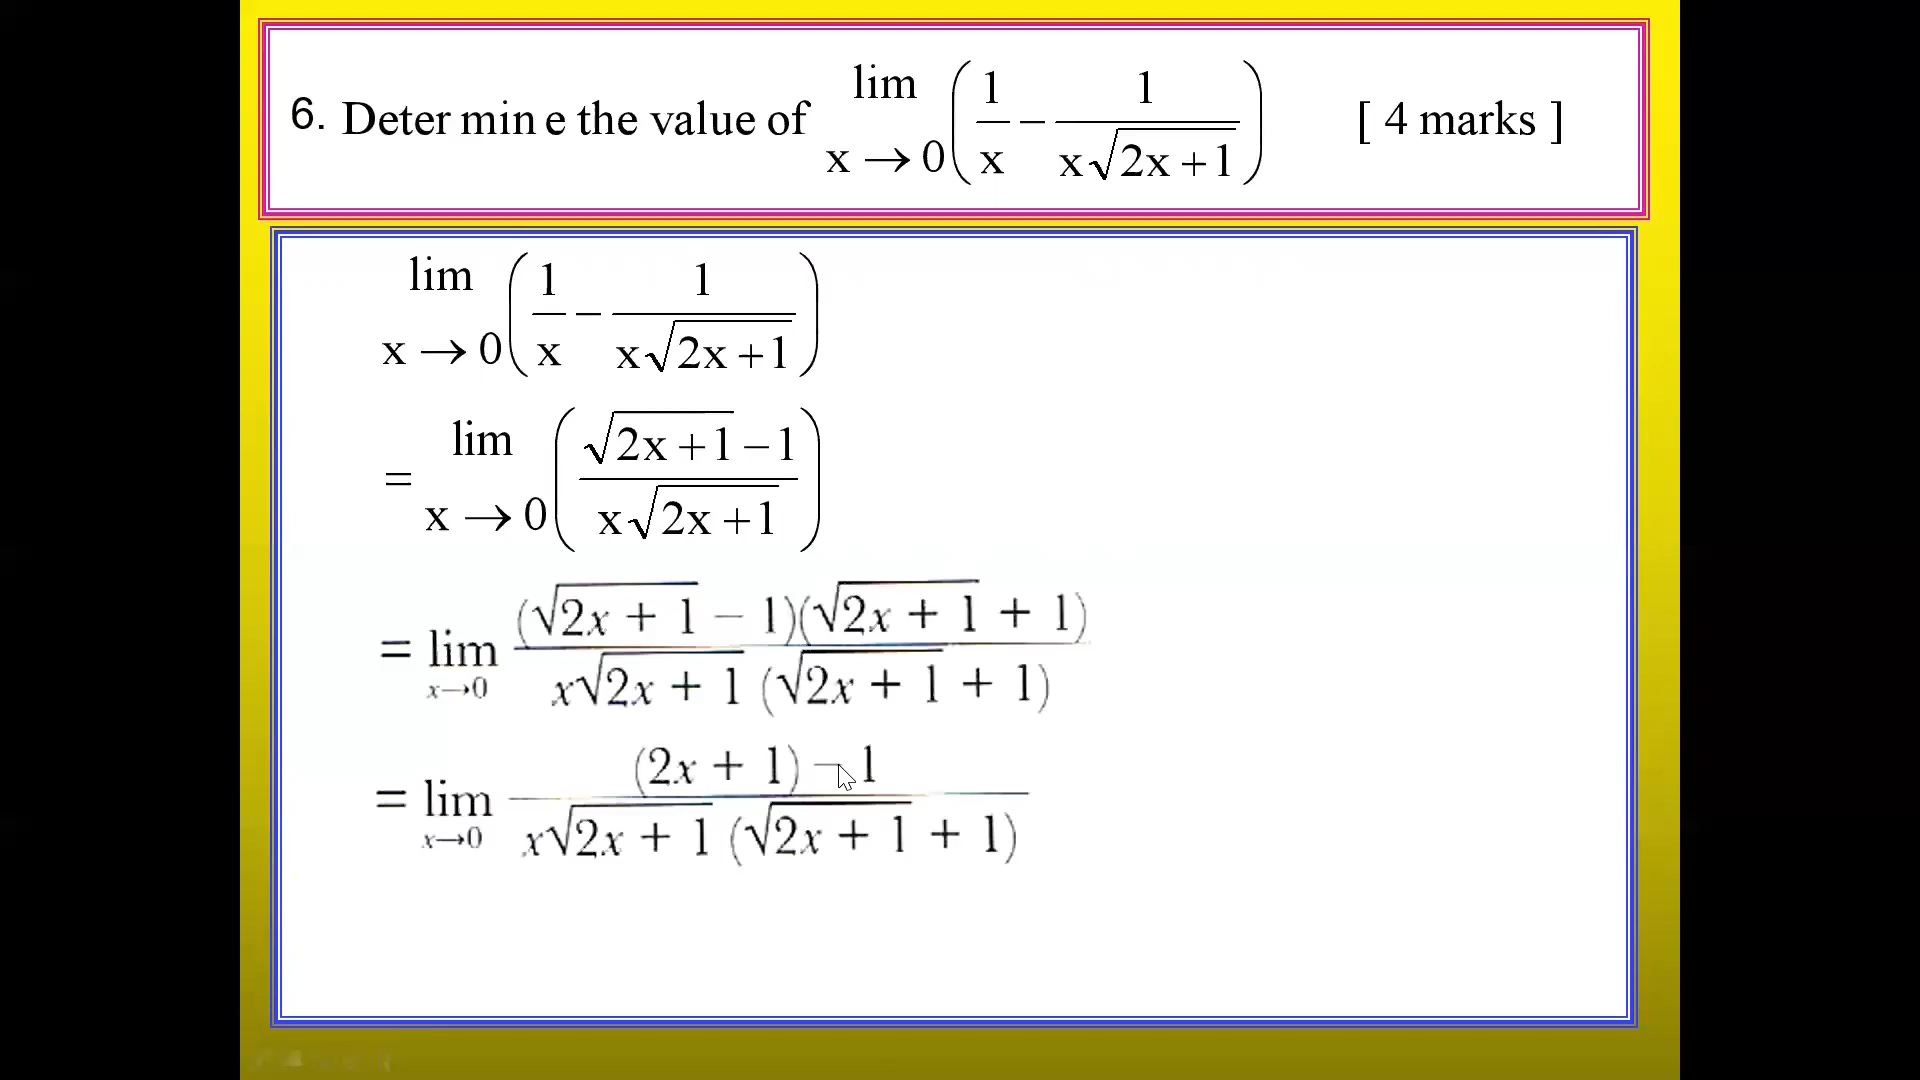 6. Deter min e the value of lim x → 0 ( 1/x − 1/(x√(2x + 1)) ) [ 4 marks ]
lim x → 0 ( 1/x − 1/(x√(2x + 1)) )
= lim x → 0 ( (√(2x + 1) − 1)/(x√(2x + 1)) )
= lim x→0 (√(2x + 1) − 1)(√(2x + 1) + 1) / x√(2x + 1) (√(2x + 1) + 1)
= lim x→0 (2x + 1) − 1 / x√(2x + 1) (√(2x + 1) + 1)